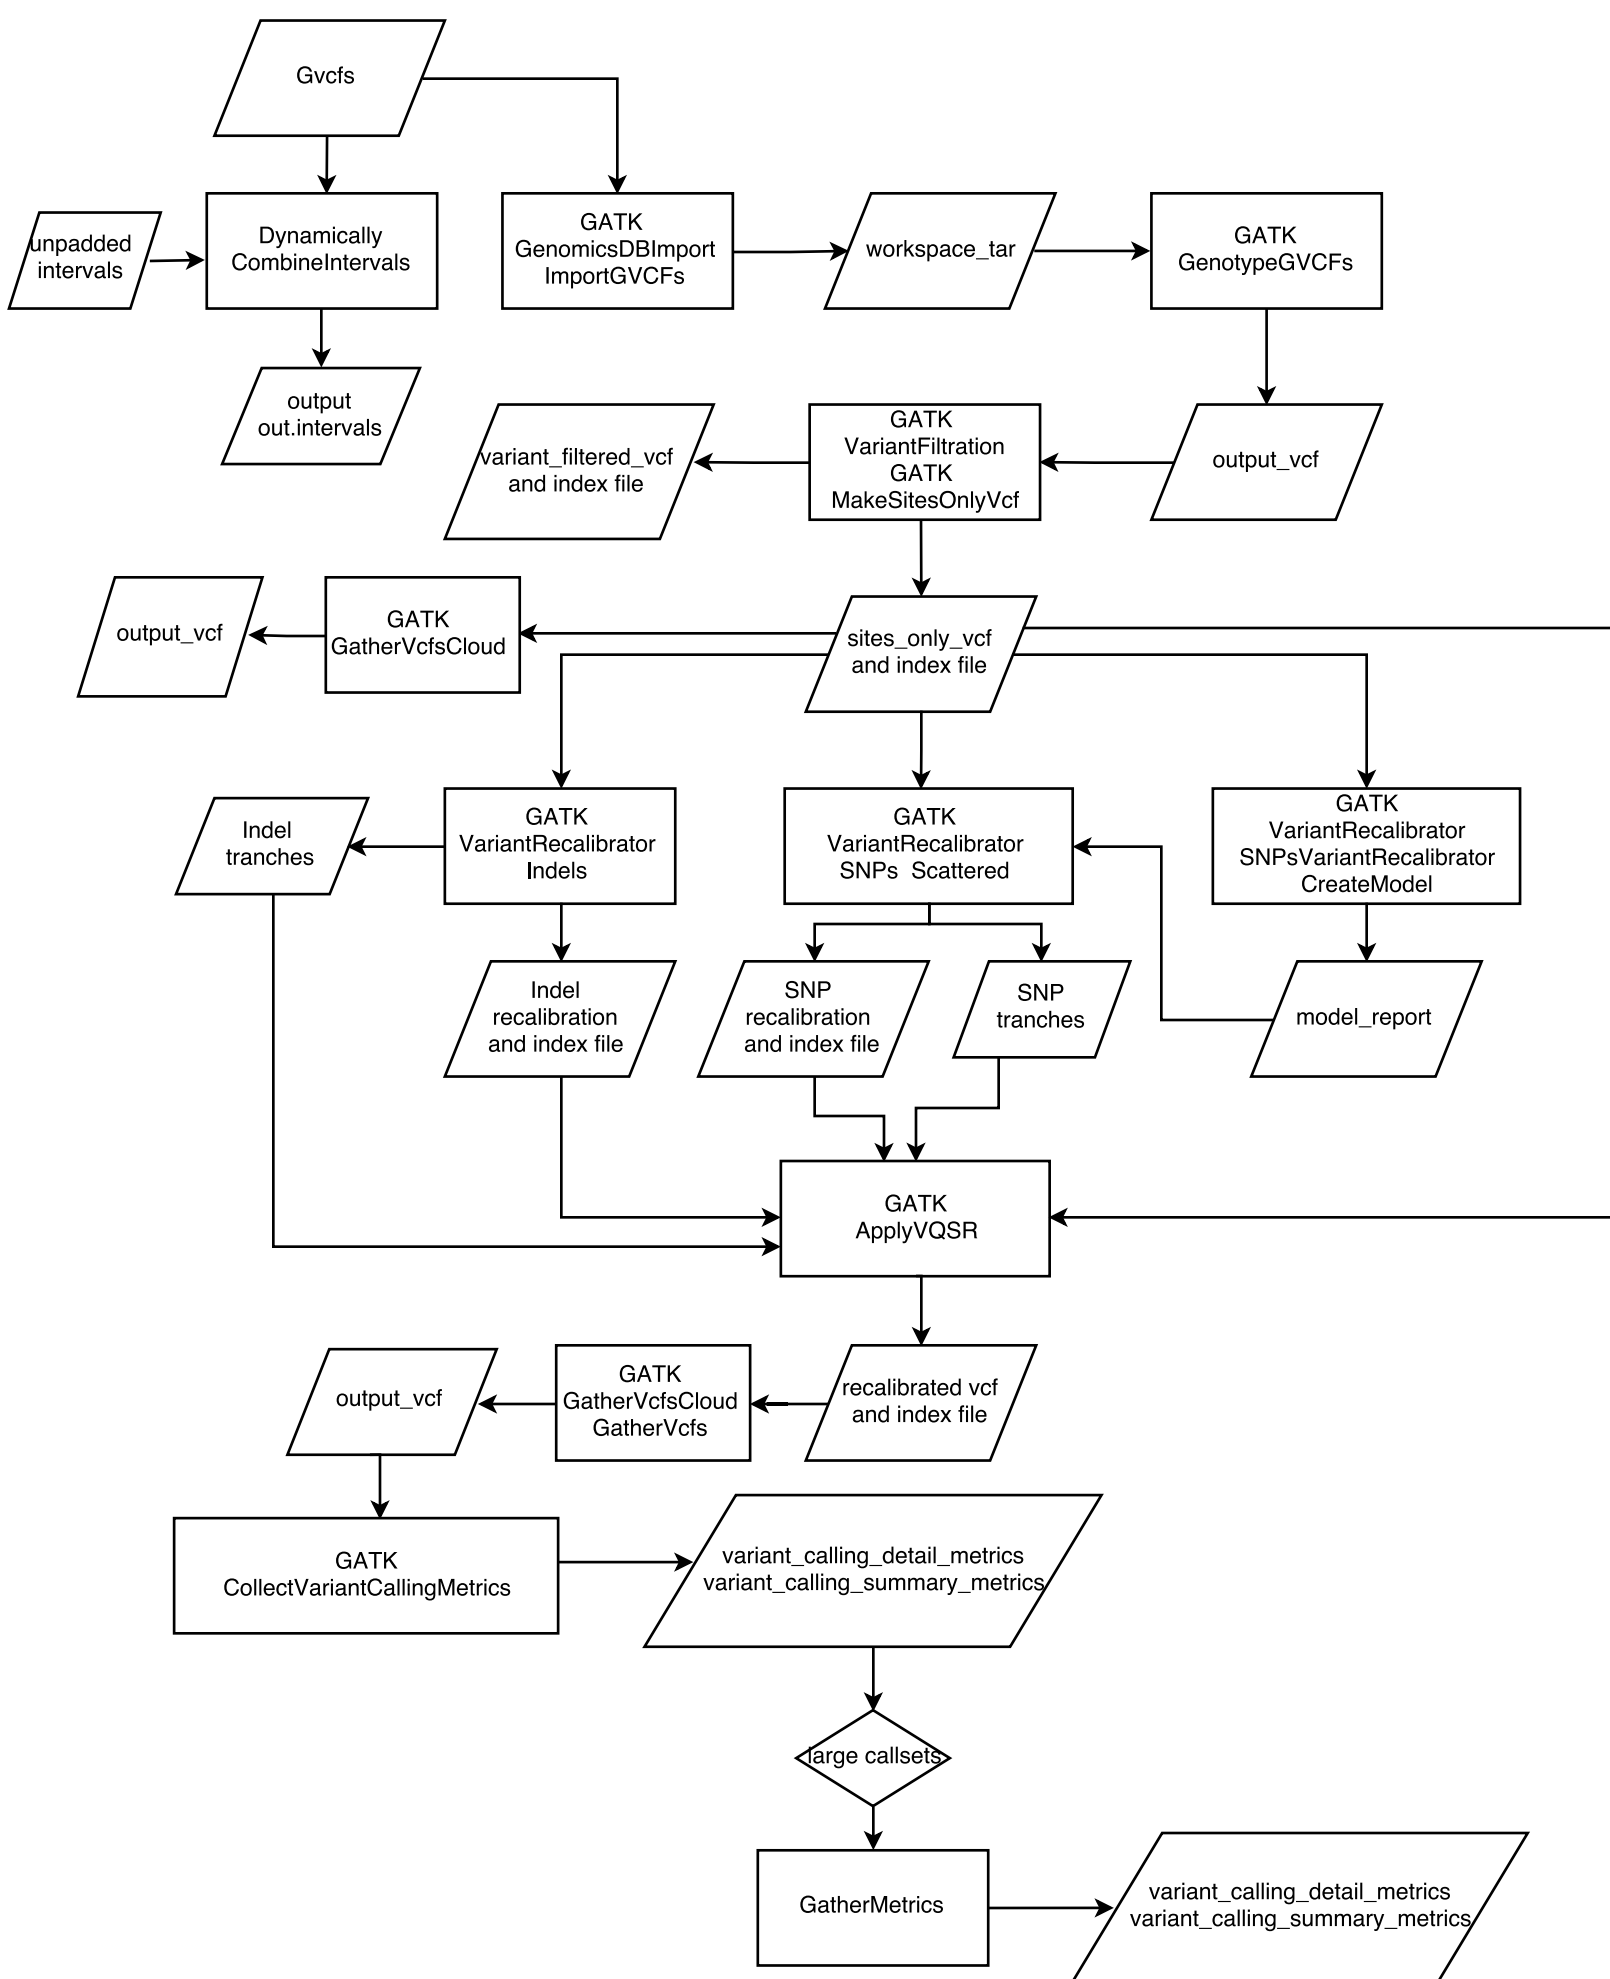 Gvcfs
unpadded
intervals
Dynamically
CombineIntervals
GATK
GenomicsDBImport
ImportGVCFs
workspace_tar
GATK
GenotypeGVCFs
output
out.intervals
variant_filtered_vcf
and index file
GATK
VariantFiltration
GATK
MakeSitesOnlyVcf
output_vcf
output_vcf
GATK
GatherVcfsCloud
sites_only_vcf
and index file
Indel
tranches
GATK
VariantRecalibrator
Indels
GATK
VariantRecalibrator
SNPs Scattered
GATK
VariantRecalibrator
SNPsVariantRecalibrator
CreateModel
Indel
recalibration
and index file
SNP
recalibration
and index file
SNP
tranches
model_report
GATK
ApplyVQSR
output_vcf
GATK
GatherVcfsCloud
GatherVcfs
recalibrated vcf
and index file
GATK
CollectVariantCallingMetrics
variant_calling_detail_metrics
variant_calling_summary_metrics
large callsets
GatherMetrics
variant_calling_detail_metrics
variant_calling_summary_metrics